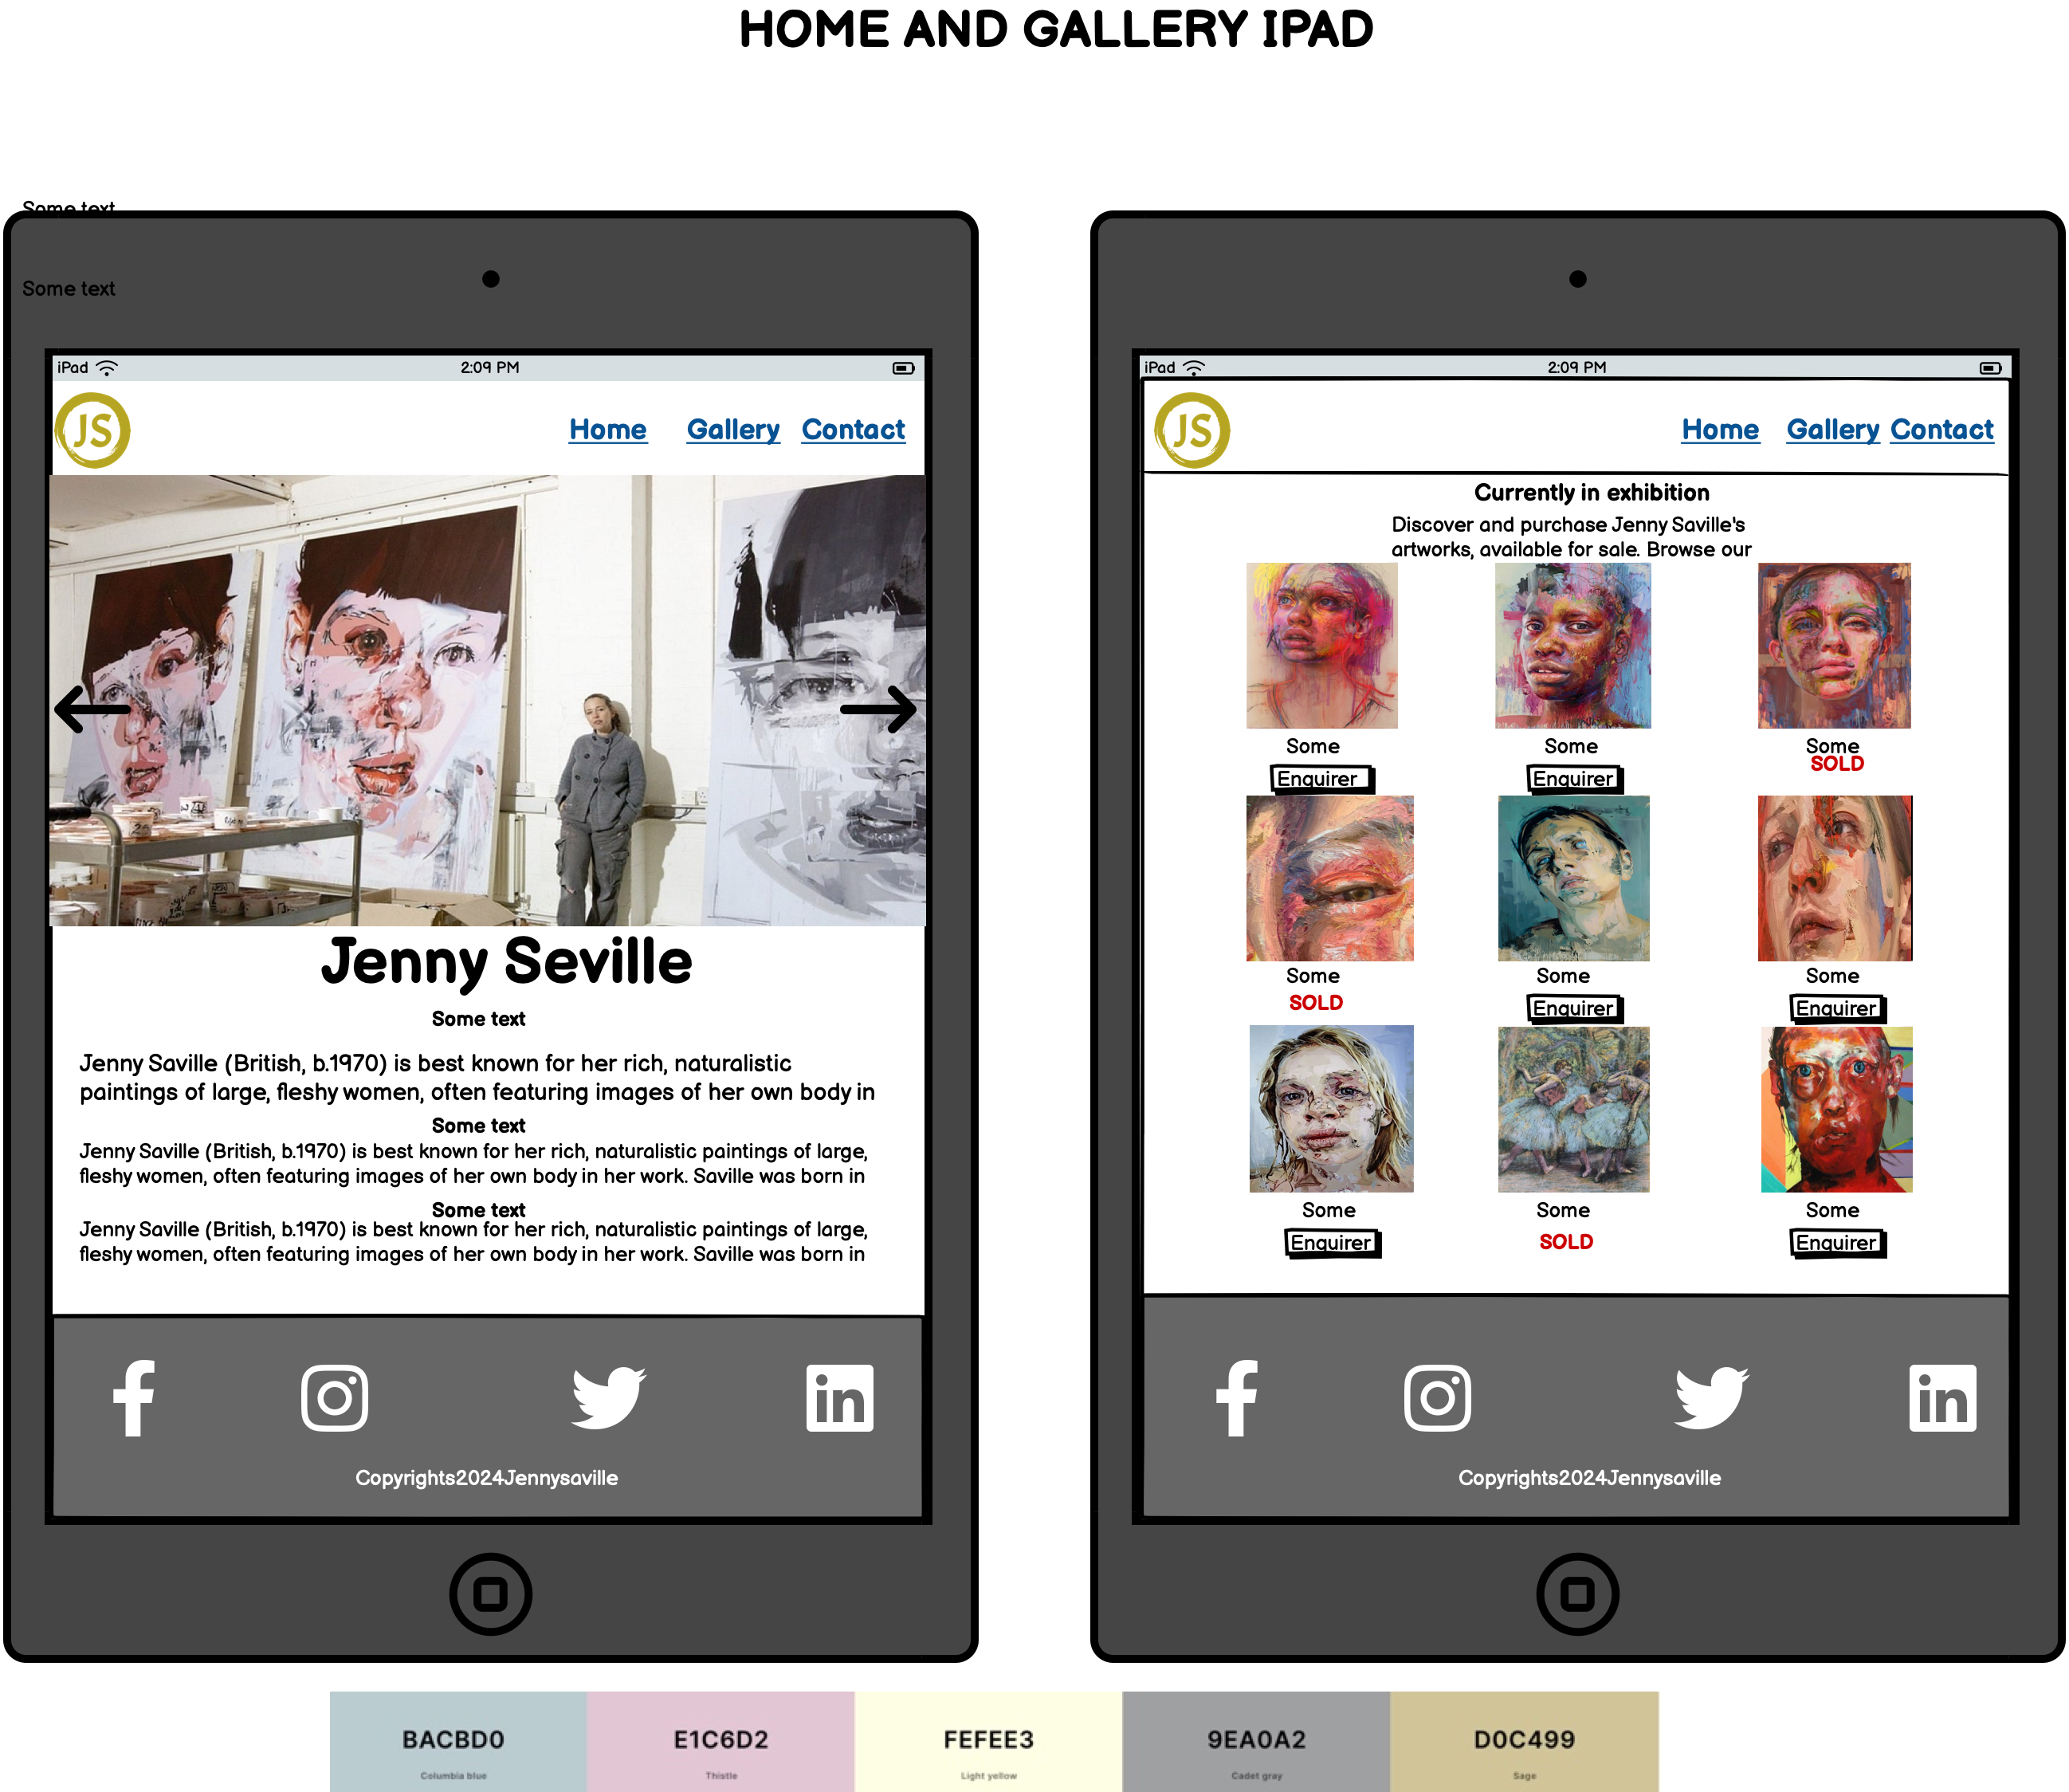 HOME AND GALLERY IPAD
Some text
Some text
iPad 2:09 PM
JS
Home Gallery Contact
Jenny Seville
Some text
Jenny Saville (British, b.1970) is best known for her rich, naturalistic
paintings of large, fleshy women, often featuring images of her own body in
Some text
Jenny Saville (British, b.1970) is best known for her rich, naturalistic paintings of large,
fleshy women, often featuring images of her own body in her work. Saville was born in
Some text
Jenny Saville (British, b.1970) is best known for her rich, naturalistic paintings of large,
fleshy women, often featuring images of her own body in her work. Saville was born in
Copyrights2024Jennysaville
iPad 2:09 PM
JS
Home Gallery Contact
Currently in exhibition
Discover and purchase Jenny Saville's
artworks, available for sale. Browse our
Some Some Some
Enquirer Enquirer SOLD
Some Some Some
SOLD Enquirer Enquirer
Some Some Some
Enquirer SOLD Enquirer
Copyrights2024Jennysaville
BACBD0 E1C6D2 FEFEE3 9EA0A2 D0C499
Columbia blue Thistle Light yellow Cadet gray Sage